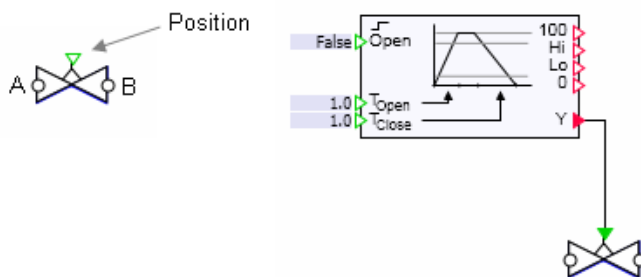 Position
A B
False Open
100
Hi
Lo
0
1.0 TOpen
1.0 TClose
Y